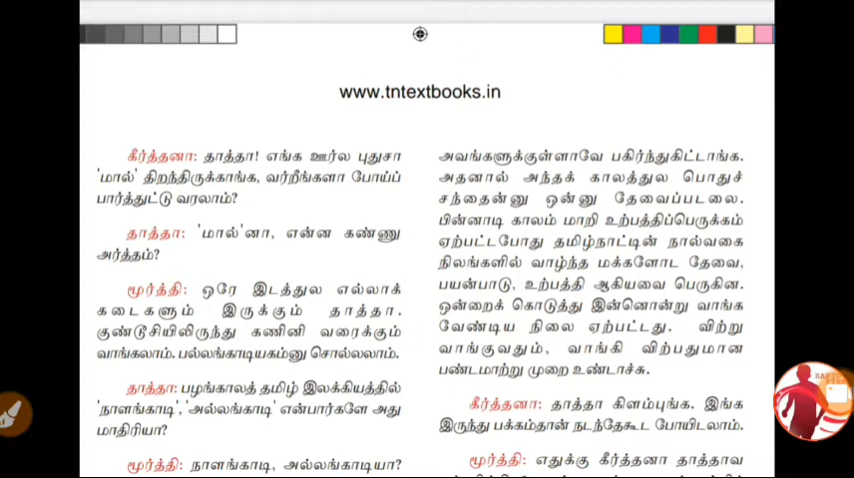 www.tntextbooks.in
கீர்த்தனா: தாத்தா! எங்க ஊர்ல புதுசா
'மால்' திறந்திருக்காங்க, வர்றீங்களா போய்ப்
பார்த்துட்டு வரலாம்?
தாத்தா: 'மால்'னா, என்ன கண்ணு
அர்த்தம்?
மூர்த்தி: ஒரே இடத்துல எல்லாக்
கடைகளும் இருக்கும் தாத்தா.
குண்டூசியிலிருந்து கணினி வரைக்கும்
வாங்கலாம். பல்லங்காடியகம்னு சொல்லலாம்.
தாத்தா: பழங்காலத் தமிழ் இலக்கியத்தில்
'நாளங்காடி', 'அல்லங்காடி' என்பார்களே அது
மாதிரியா?
மூர்த்தி: நாளங்காடி, அல்லங்காடியா?
அவங்களுக்குள்ளாவே பகிர்ந்துகிட்டாங்க.
அதனால் அந்தக் காலத்துல பொதுச்
சந்தைன்னு ஒன்னு தேவைப்படலை.
பின்னாடி காலம் மாறி உற்பத்திப்பெருக்கம்
ஏற்பட்டபோது தமிழ்நாட்டின் நால்வகை
நிலங்களில் வாழ்ந்த மக்களோட தேவை,
பயன்பாடு, உற்பத்தி ஆகியவை பெருகின.
ஒன்றைக் கொடுத்து இன்னொன்று வாங்க
வேண்டிய நிலை ஏற்பட்டது. விற்று
வாங்குவதும், வாங்கி விற்பதுமான
பண்டமாற்று முறை உண்டாச்சு.
கீர்த்தனா: தாத்தா கிளம்புங்க. இங்க
இருந்து பக்கம்தான் நடந்தேகூட போயிடலாம்.
மூர்த்தி: எதுக்கு கீர்த்தனா தாத்தாவ